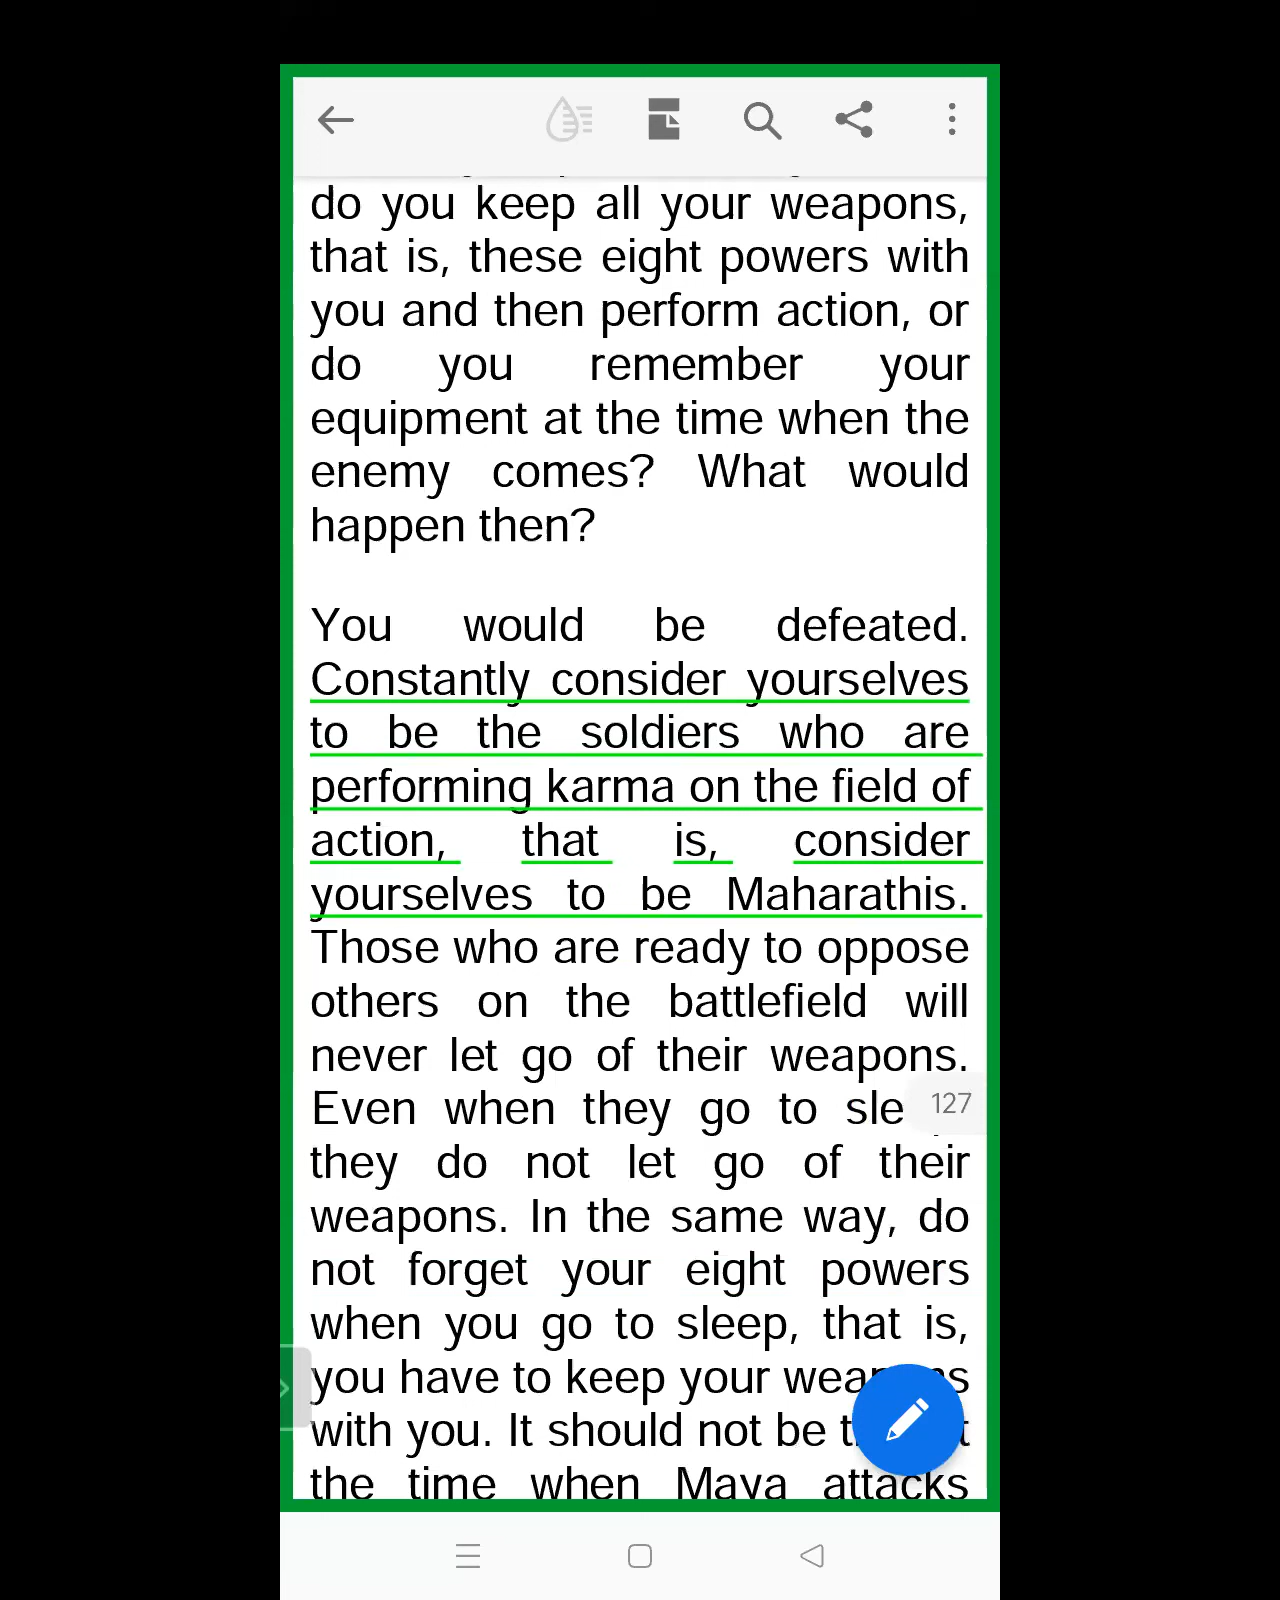 do you keep all your weapons,
that is, these eight powers with
you and then perform action, or
do you remember your
equipment at the time when the
enemy comes? What would
happen then?
You would be defeated.
Constantly consider yourselves
to be the soldiers who are
performing karma on the field of
action, that is, consider
yourselves to be Maharathis.
Those who are ready to oppose
others on the battlefield will
never let go of their weapons.
Even when they go to
127
they do not let go of their
weapons. In the same way, do
not forget your eight powers
when you go to sleep, that is,
you have to keep your
with you. It should not be
the time when Maya attacks